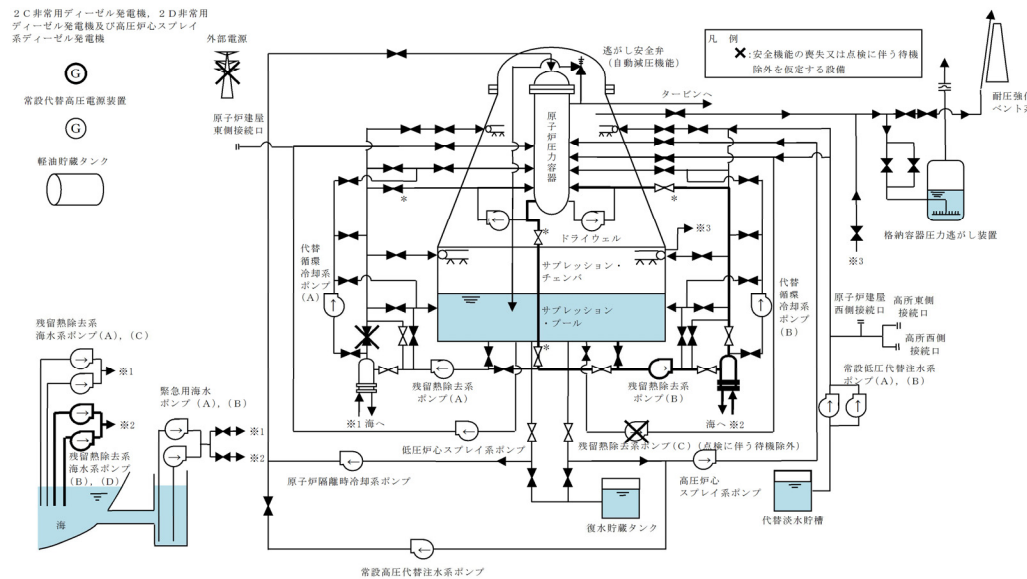 2C非常用ディーゼル発電機,2D非常用
ディーゼル発電機及び高圧炉心スプレイ
系ディーゼル発電機
G
常設代替高圧電源装置
G
軽油貯蔵タンク
外部電源
原子炉建屋
東側接続口
逃がし安全弁
(自動減圧機能)
原子炉圧力容器
タービンへ
凡 例
:安全機能の喪失又は点検に伴う待機
除外を仮定する設備
耐圧強化
ベント系
格納容器圧力逃がし装置
※3
*
*
*
ドライウェル
※3
サプレッション・
チェンバ
サプレッション
・プール
*
代替
循環
冷却系
ポンプ
(A)
代替
循環
冷却系
ポンプ
(B)
原子炉建屋
西側接続口
高所東側
接続口
高所西側
接続口
常設低圧代替注水系
ポンプ(A),(B)
残留熱除去系
海水系ポンプ(A),(C)
※1
※2
残留熱除去系
海水系ポンプ
(B),(D)
海
緊急用海水
ポンプ(A),(B)
※1
※2
残留熱除去系
ポンプ(A)
残留熱除去系
ポンプ(B)
※1 海へ
海へ ※2
低圧炉心スプレイ系ポンプ
残留熱除去系ポンプ(C)(点検に伴う待機除外)
原子炉隔離時冷却系ポンプ
高圧炉心
スプレイ系ポンプ
復水貯蔵タンク
代替淡水貯槽
常設高圧代替注水系ポンプ